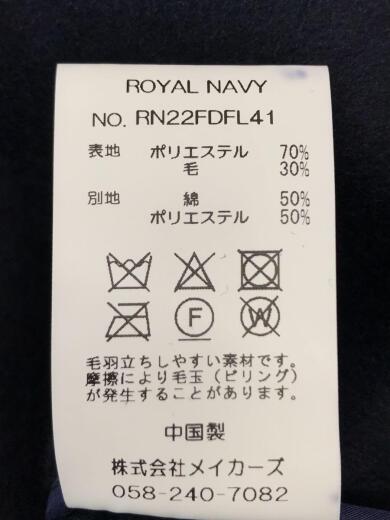 ROYAL NAVY
NO. RN22FDFL41
表地 ポリエステル 70%
毛 30%
別地 綿 50%
ポリエステル 50%
F W
毛羽立ちしやすい素材です。
摩擦により毛玉(ピリング)
が発生することがあります。
中国製
株式会社メイカーズ
058-240-7082